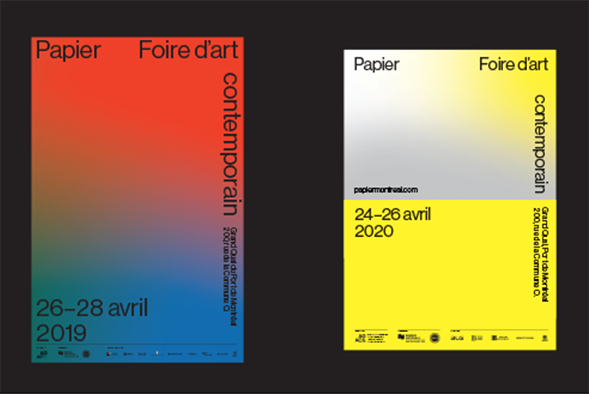 Papier Foire d'art
contemporain
Grand Quai du Port de Montréal
200, rue de la Commune O.
26–28 avril
2019
Papier Foire d'art
contemporain
papiermontreal.com
24–26 avril
2020
Grand Quai, Port de Montréal
200, rue de la Commune O.